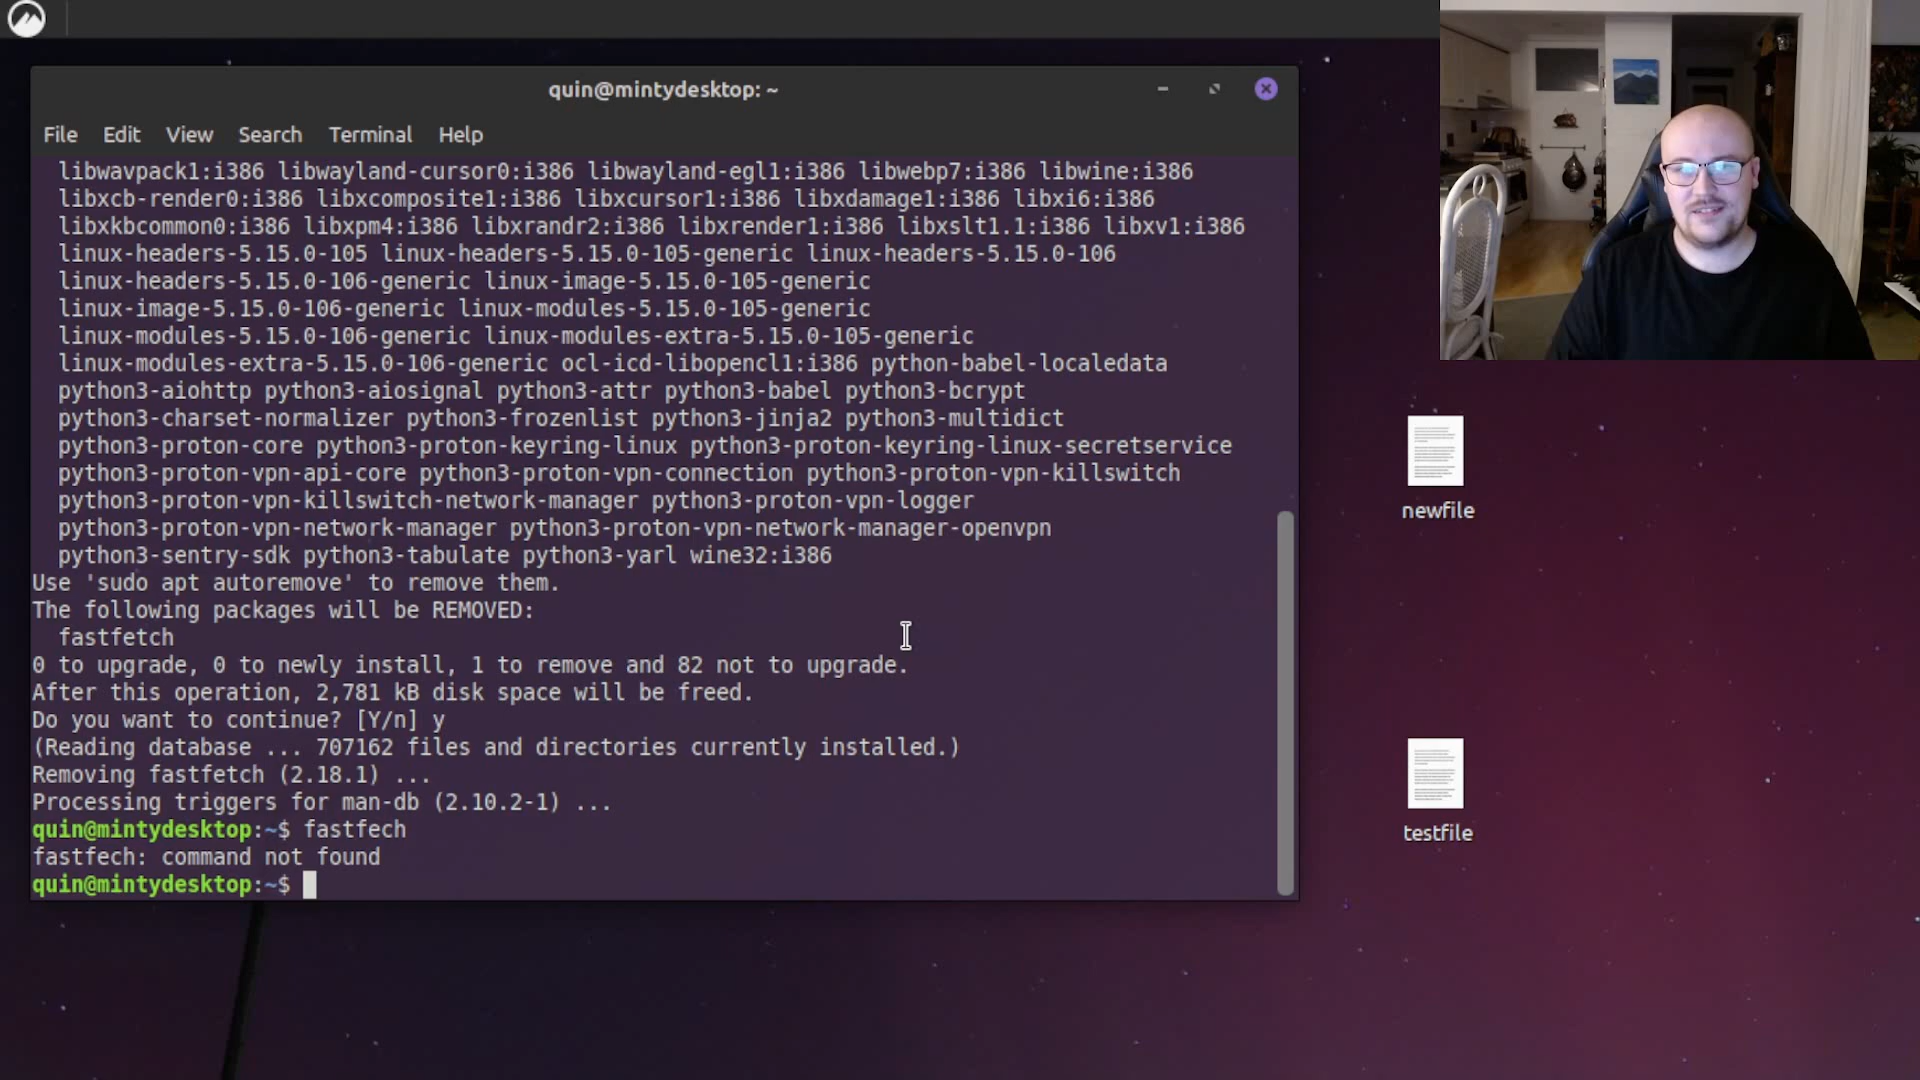 quin@mintydesktop: ~
File Edit View Search Terminal Help
libwavpack1:i386 libwayland-cursor0:i386 libwayland-egl1:i386 libwebp7:i386 libwine:i386
libxcb-render0:i386 libxcomposite1:i386 libxcursor1:i386 libxdamage1:i386 libxi6:i386
libxkbcommon0:i386 libxpm4:i386 libxrandr2:i386 libxrender1:i386 libxslt1.1:i386 libxv1:i386
linux-headers-5.15.0-105 linux-headers-5.15.0-105-generic linux-headers-5.15.0-106
linux-headers-5.15.0-106-generic linux-image-5.15.0-105-generic
linux-image-5.15.0-106-generic linux-modules-5.15.0-105-generic
linux-modules-5.15.0-106-generic linux-modules-extra-5.15.0-105-generic
linux-modules-extra-5.15.0-106-generic ocl-icd-libopencl1:i386 python-babel-localedata
python3-aiohttp python3-aiosignal python3-attr python3-babel python3-bcrypt
python3-charset-normalizer python3-frozenlist python3-jinja2 python3-multidict
python3-proton-core python3-proton-keyring-linux python3-proton-keyring-linux-secretservice
python3-proton-vpn-api-core python3-proton-vpn-connection python3-proton-vpn-killswitch
python3-proton-vpn-killswitch-network-manager python3-proton-vpn-logger
python3-proton-vpn-network-manager python3-proton-vpn-network-manager-openvpn
python3-sentry-sdk python3-tabulate python3-yarl wine32:i386
Use 'sudo apt autoremove' to remove them.
The following packages will be REMOVED:
fastfetch
0 to upgrade, 0 to newly install, 1 to remove and 82 not to upgrade.
After this operation, 2,781 kB disk space will be freed.
Do you want to continue? [Y/n] y
(Reading database ... 707162 files and directories currently installed.)
Removing fastfetch (2.18.1) ...
Processing triggers for man-db (2.10.2-1) ...
quin@mintydesktop:~$ fastfech
fastfech: command not found
quin@mintydesktop:~$
newfile
testfile